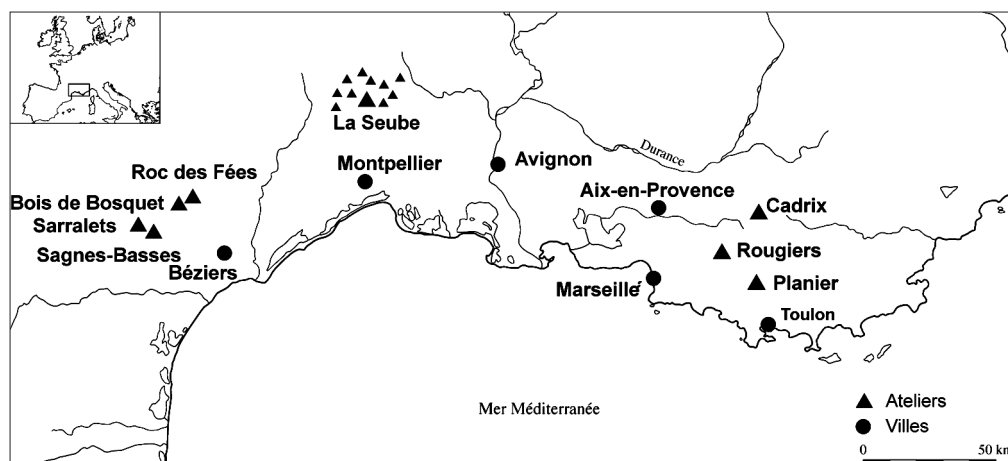 La Seube
Durance
Montpellier
Avignon
Roc des Fées
Aix-en-Provence
Bois de Bosquet
Cadrix
Sarralets
Sagnes-Basses
Rougiers
Béziers
Marseille
Planier
Toulon
Mer Méditerranée
Ateliers
Villes
0 50 km